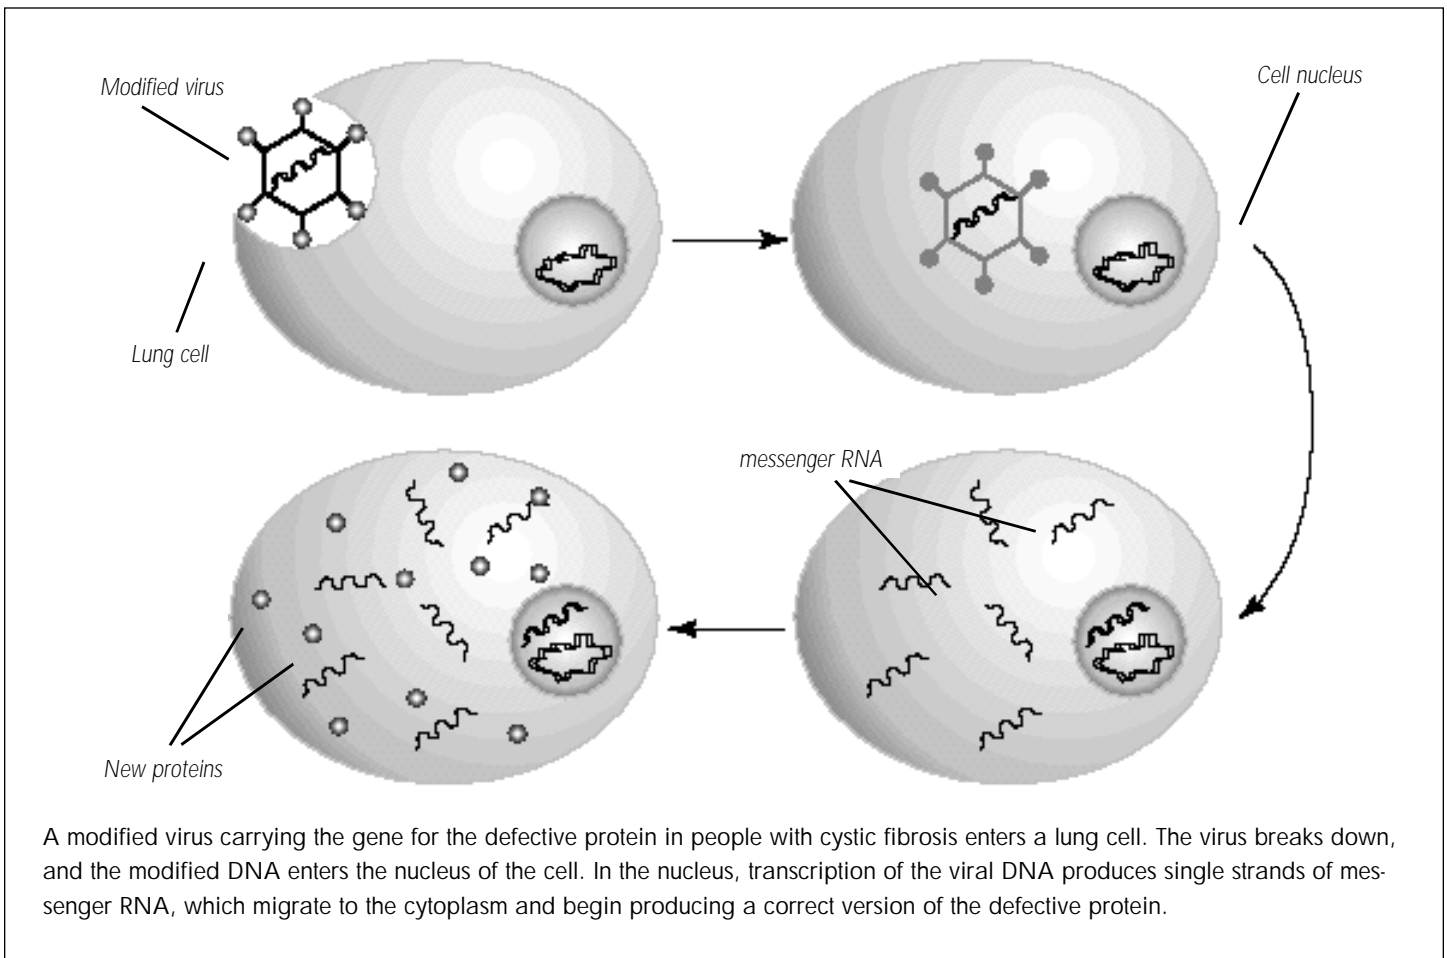 Modified virus
Cell nucleus
Lung cell
messenger RNA
New proteins
A modified virus carrying the gene for the defective protein in people with cystic fibrosis enters a lung cell. The virus breaks down,
and the modified DNA enters the nucleus of the cell. In the nucleus, transcription of the viral DNA produces single strands of mes-
senger RNA, which migrate to the cytoplasm and begin producing a correct version of the defective protein.